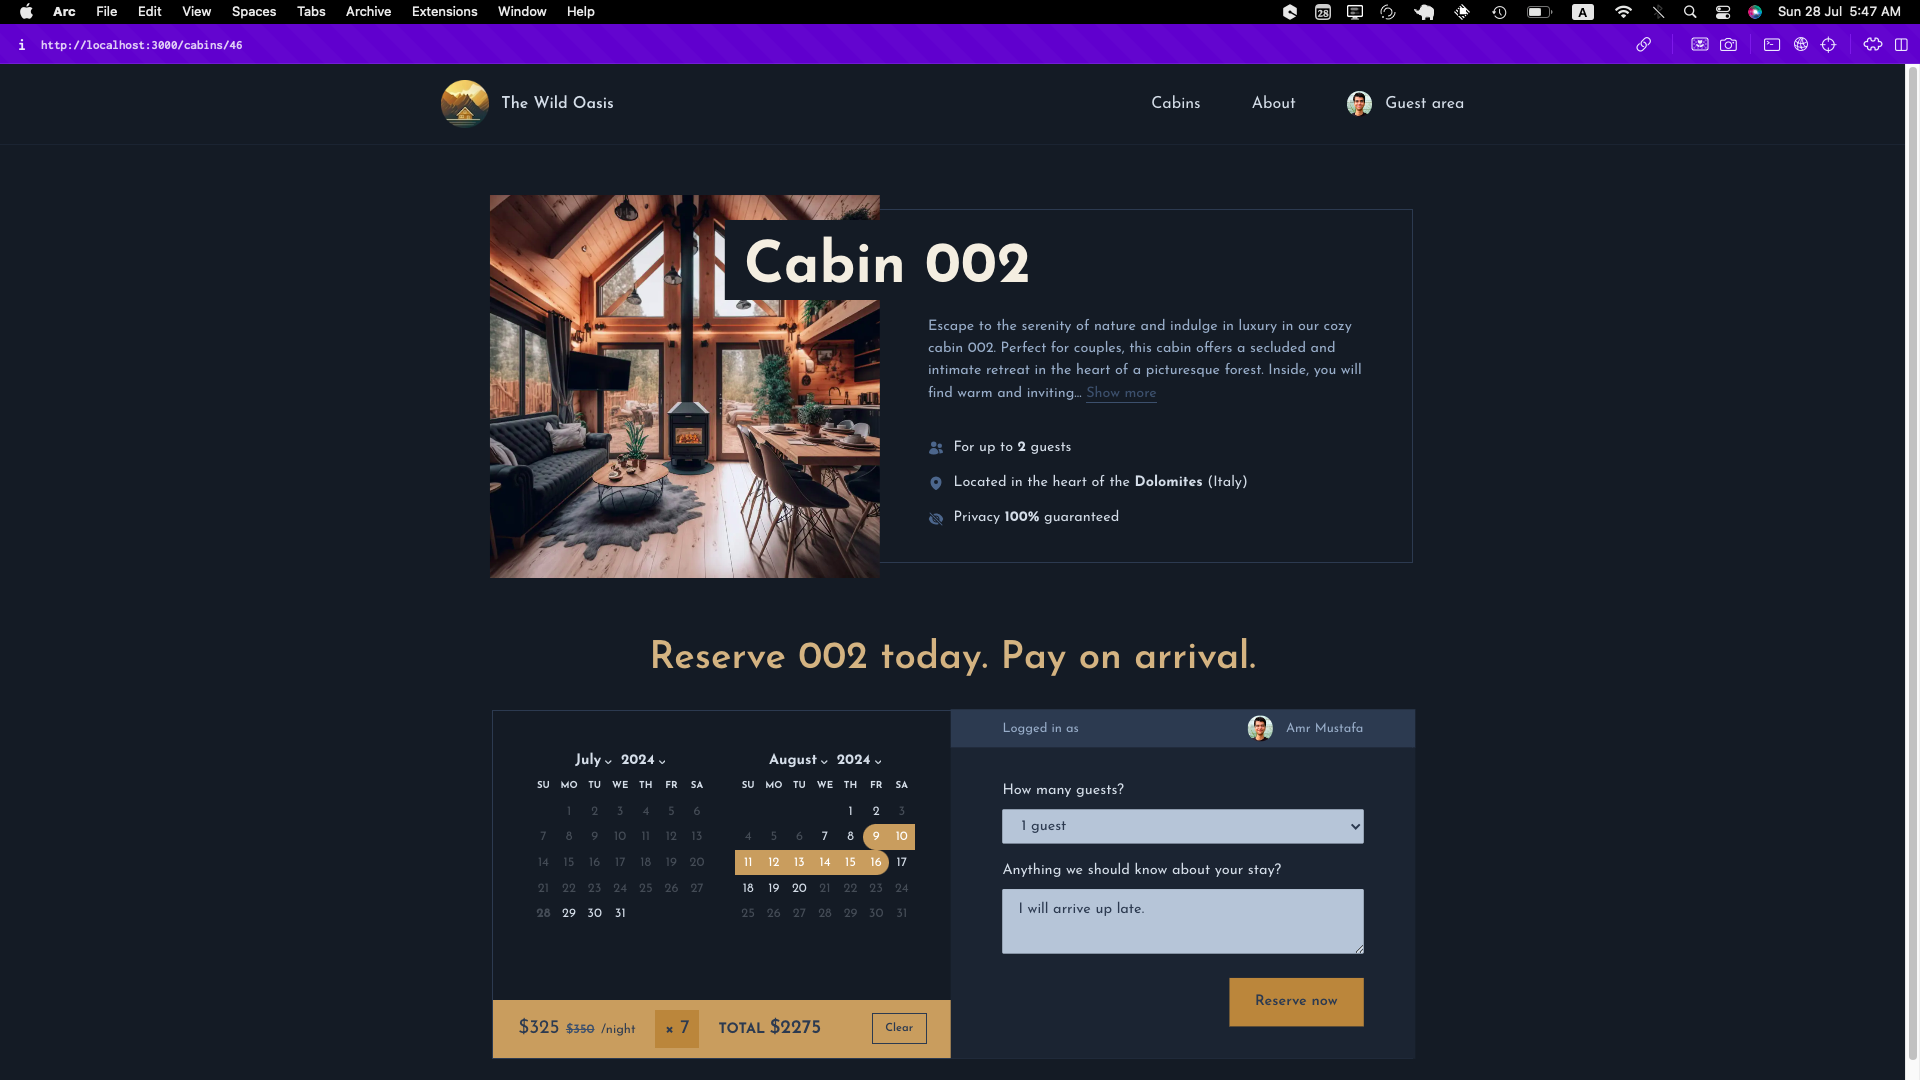 Arc File Edit View Spaces Tabs Archive Extensions Window Help 28 A Sun 28 Jul 5:47 AM
http://localhost:3000/cabins/46
The Wild Oasis Cabins About Guest area
Cabin 002
Escape to the serenity of nature and indulge in luxury in our cozy
cabin 002. Perfect for couples, this cabin offers a secluded and
intimate retreat in the heart of a picturesque forest. Inside, you will
find warm and inviting... Show more
For up to 2 guests
Located in the heart of the Dolomites (Italy)
Privacy 100% guaranteed
Reserve 002 today. Pay on arrival.
July 2024
SU MO TU WE TH FR SA
1 2 3 4 5 6
7 8 9 10 11 12 13
14 15 16 17 18 19 20
21 22 23 24 25 26 27
28 29 30 31
August 2024
SU MO TU WE TH FR SA
1 2 3
4 5 6 7 8 9 10
11 12 13 14 15 16 17
18 19 20 21 22 23 24
25 26 27 28 29 30 31
$325 $350 /night × 7 TOTAL $2275 Clear
Logged in as Amr Mustafa
How many guests?
1 guest
Anything we should know about your stay?
I will arrive up late.
Reserve now